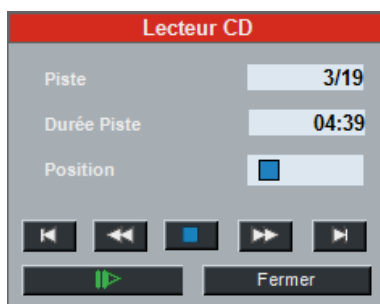 Lecteur CD
Piste 3/19
Durée Piste 04:39
Position
Fermer